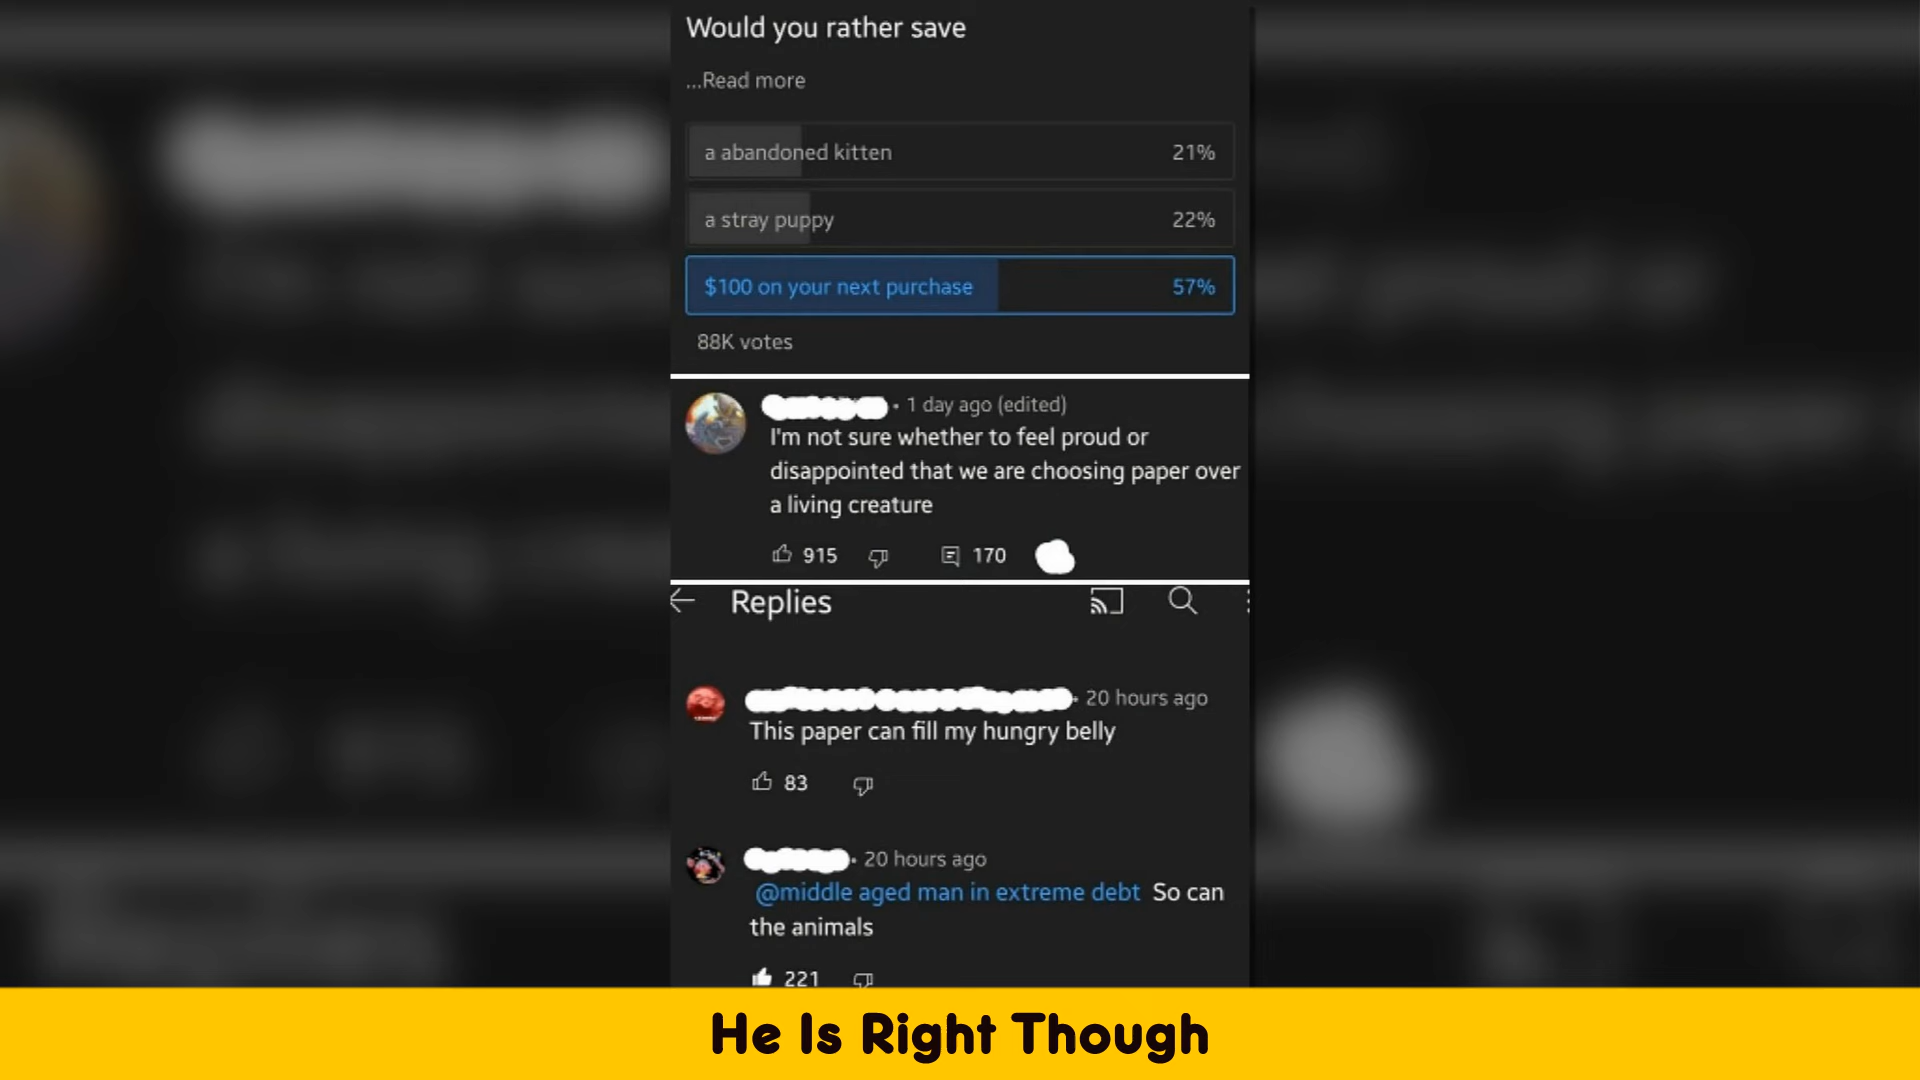 Would you rather save
...Read more
a abandoned kitten 21%
a stray puppy 22%
$100 on your next purchase 57%
88K votes
• 1 day ago (edited)
I'm not sure whether to feel proud or
disappointed that we are choosing paper over
a living creature
915 170
Replies
• 20 hours ago
This paper can fill my hungry belly
83
• 20 hours ago
@middle aged man in extreme debt So can
the animals
221
He Is Right Though